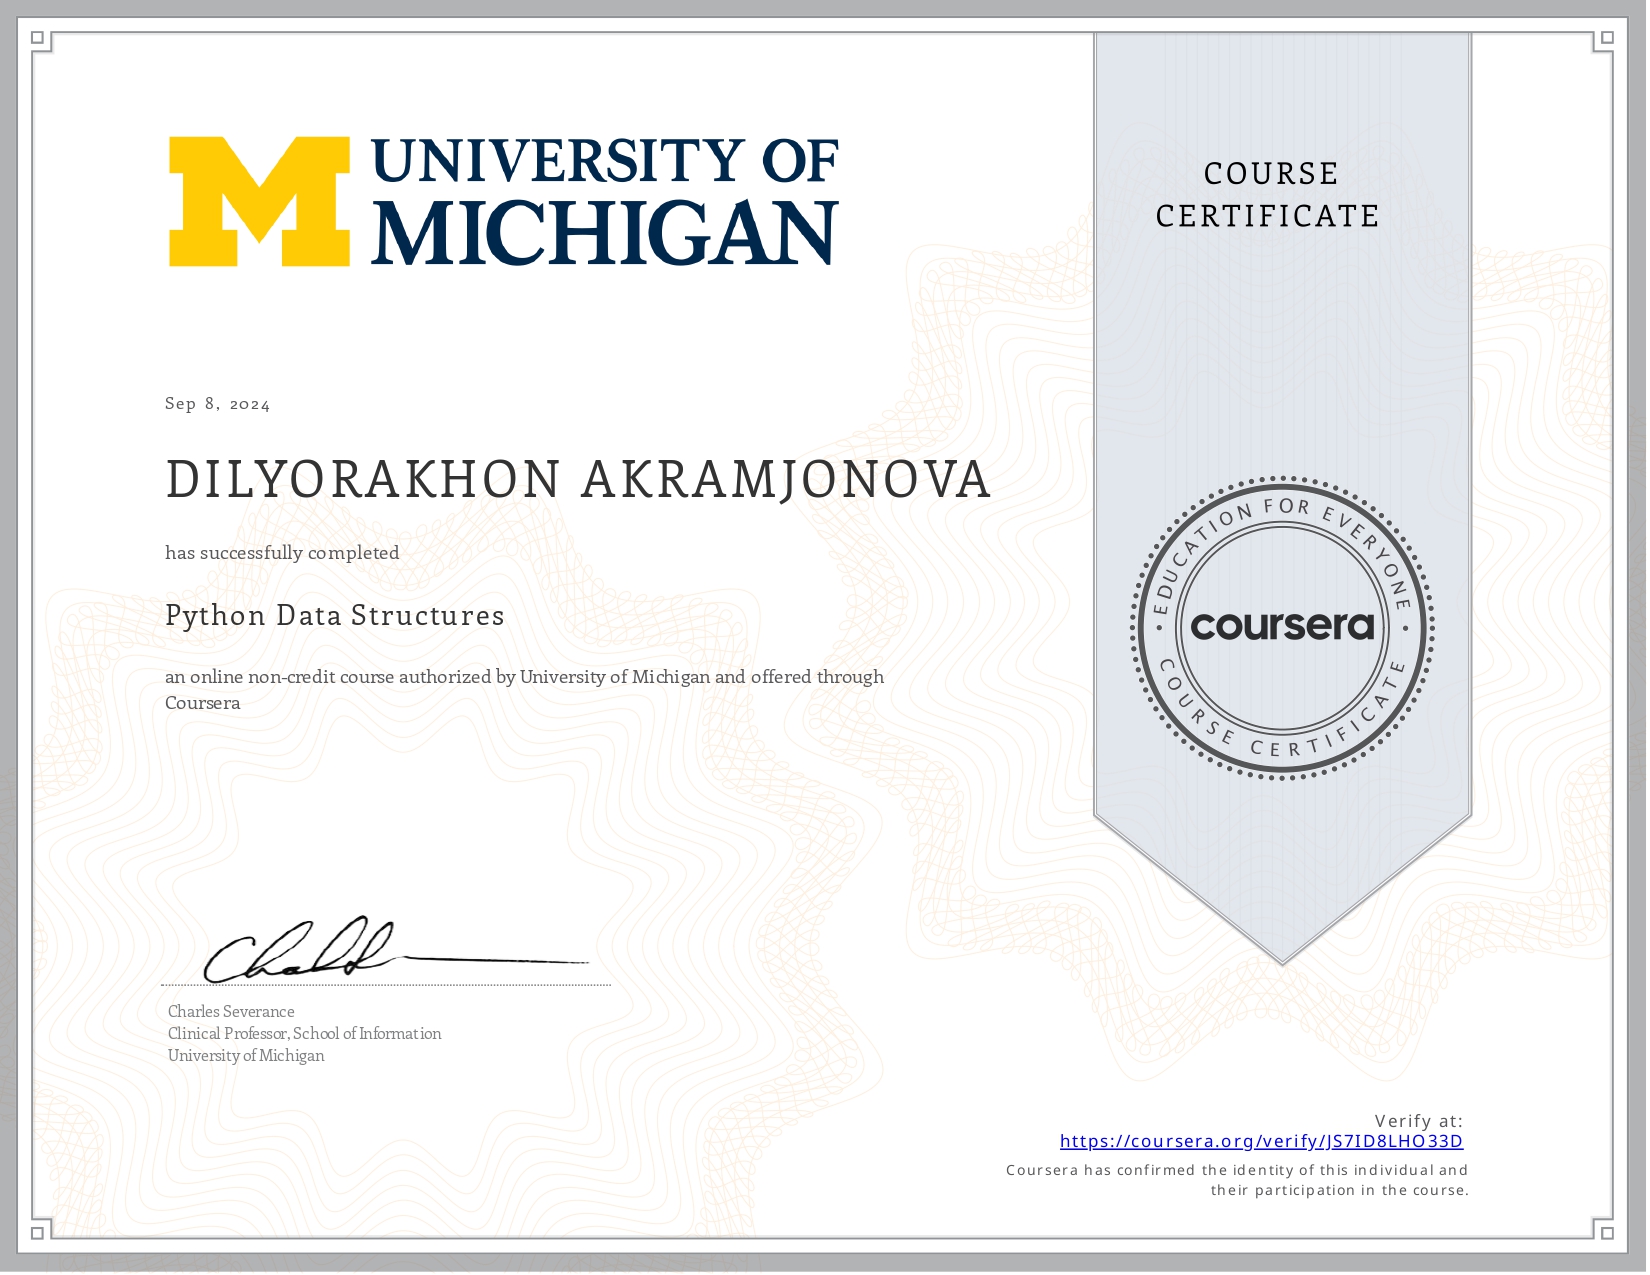 UNIVERSITY OF
MICHIGAN
COURSE
CERTIFICATE
Sep 8, 2024
DILYORAKHON AKRAMJONOVA
has successfully completed
Python Data Structures
an online non-credit course authorized by University of Michigan and offered through
Coursera
EDUCATION FOR EVERYONE
coursera
COURSE CERTIFICATE
Charles Severance
Clinical Professor, School of Information
University of Michigan
Verify at:
https://coursera.org/verify/JS7ID8LHO33D
Coursera has confirmed the identity of this individual and
their participation in the course.